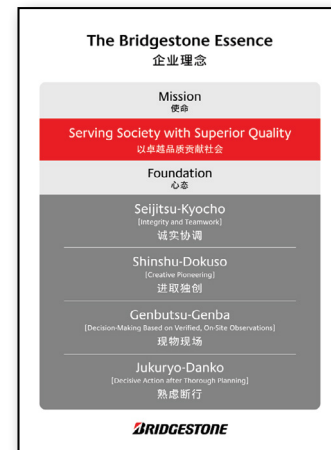 The Bridgestone Essence
企业理念
Mission
使命
Serving Society with Superior Quality
以卓越品质贡献社会
Foundation
心态
Seijitsu-Kyocho
[Integrity and Teamwork]
诚实协调
Shinshu-Dokuso
[Creative Pioneering]
进取独创
Genbutsu-Genba
[Decision-Making Based on Verified, On-Site Observations]
现物现场
Jukuryo-Danko
[Decisive Action after Thorough Planning]
熟虑断行
BRIDGESTONE